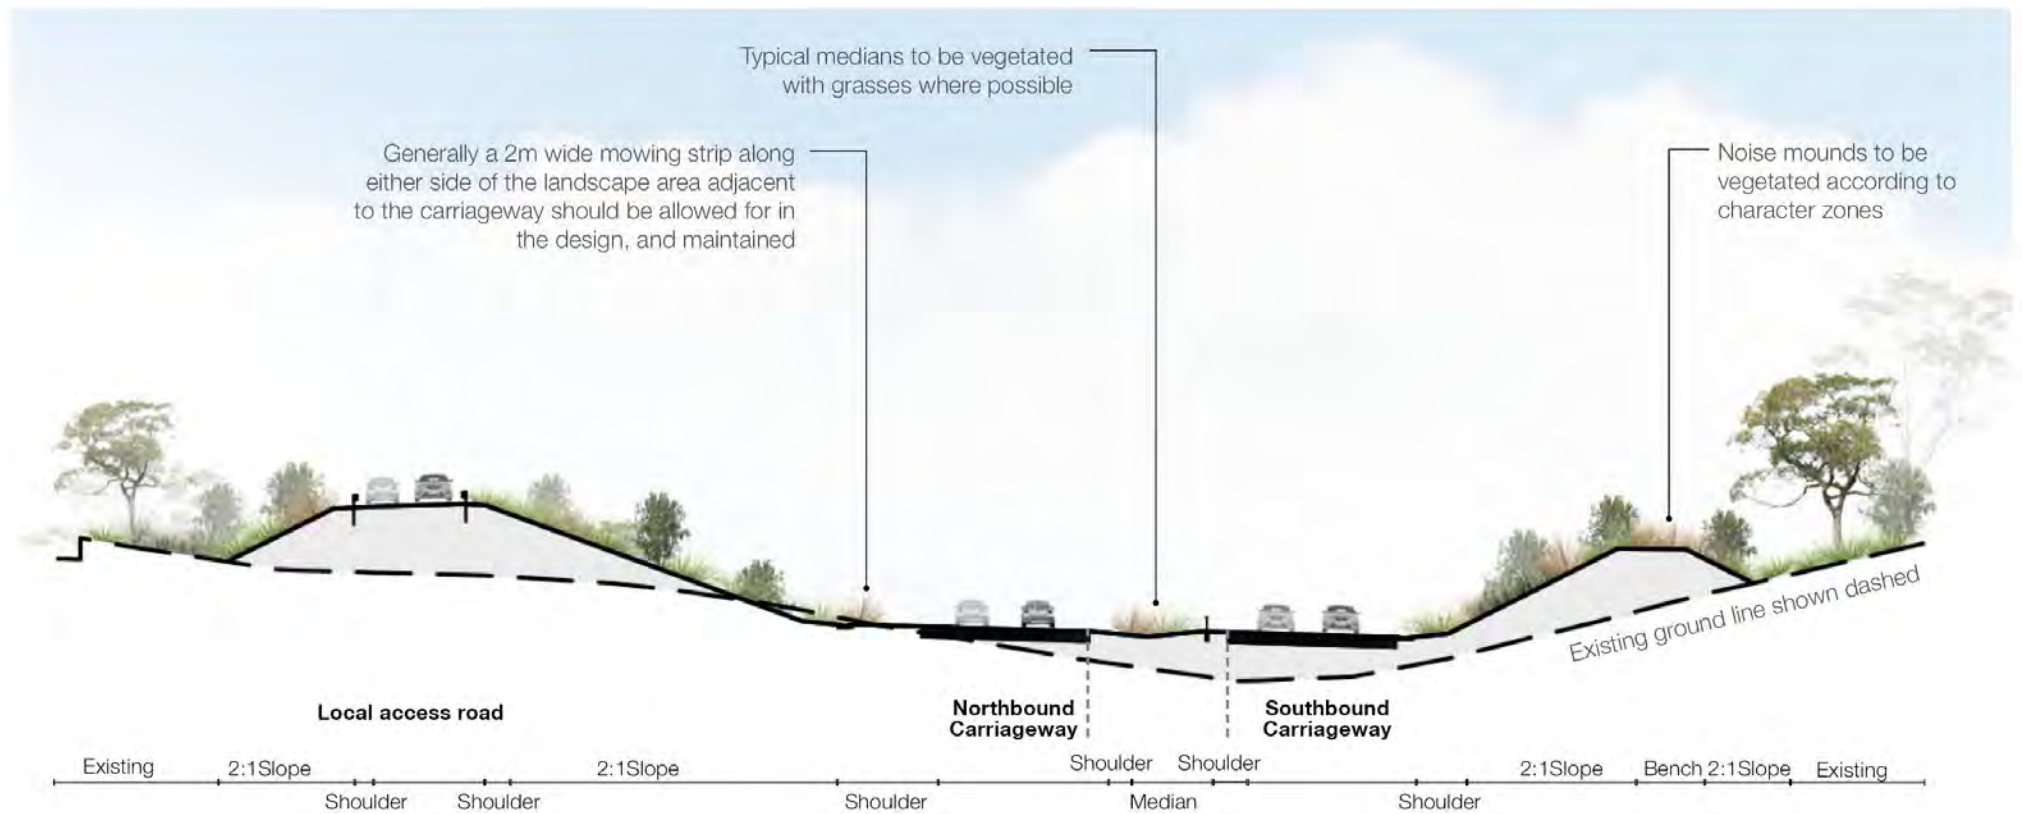 Typical medians to be vegetated
with grasses where possible
Generally a 2m wide mowing strip along
either side of the landscape area adjacent
to the carriageway should be allowed for in
the design, and maintained
Noise mounds to be
vegetated according to
character zones
Existing ground line shown dashed
Local access road
Northbound
Carriageway
Southbound
Carriageway
Existing
2:1Slope
2:1Slope
Shoulder
Shoulder
2:1Slope
Bench
2:1Slope
Existing
Shoulder
Shoulder
Shoulder
Median
Shoulder